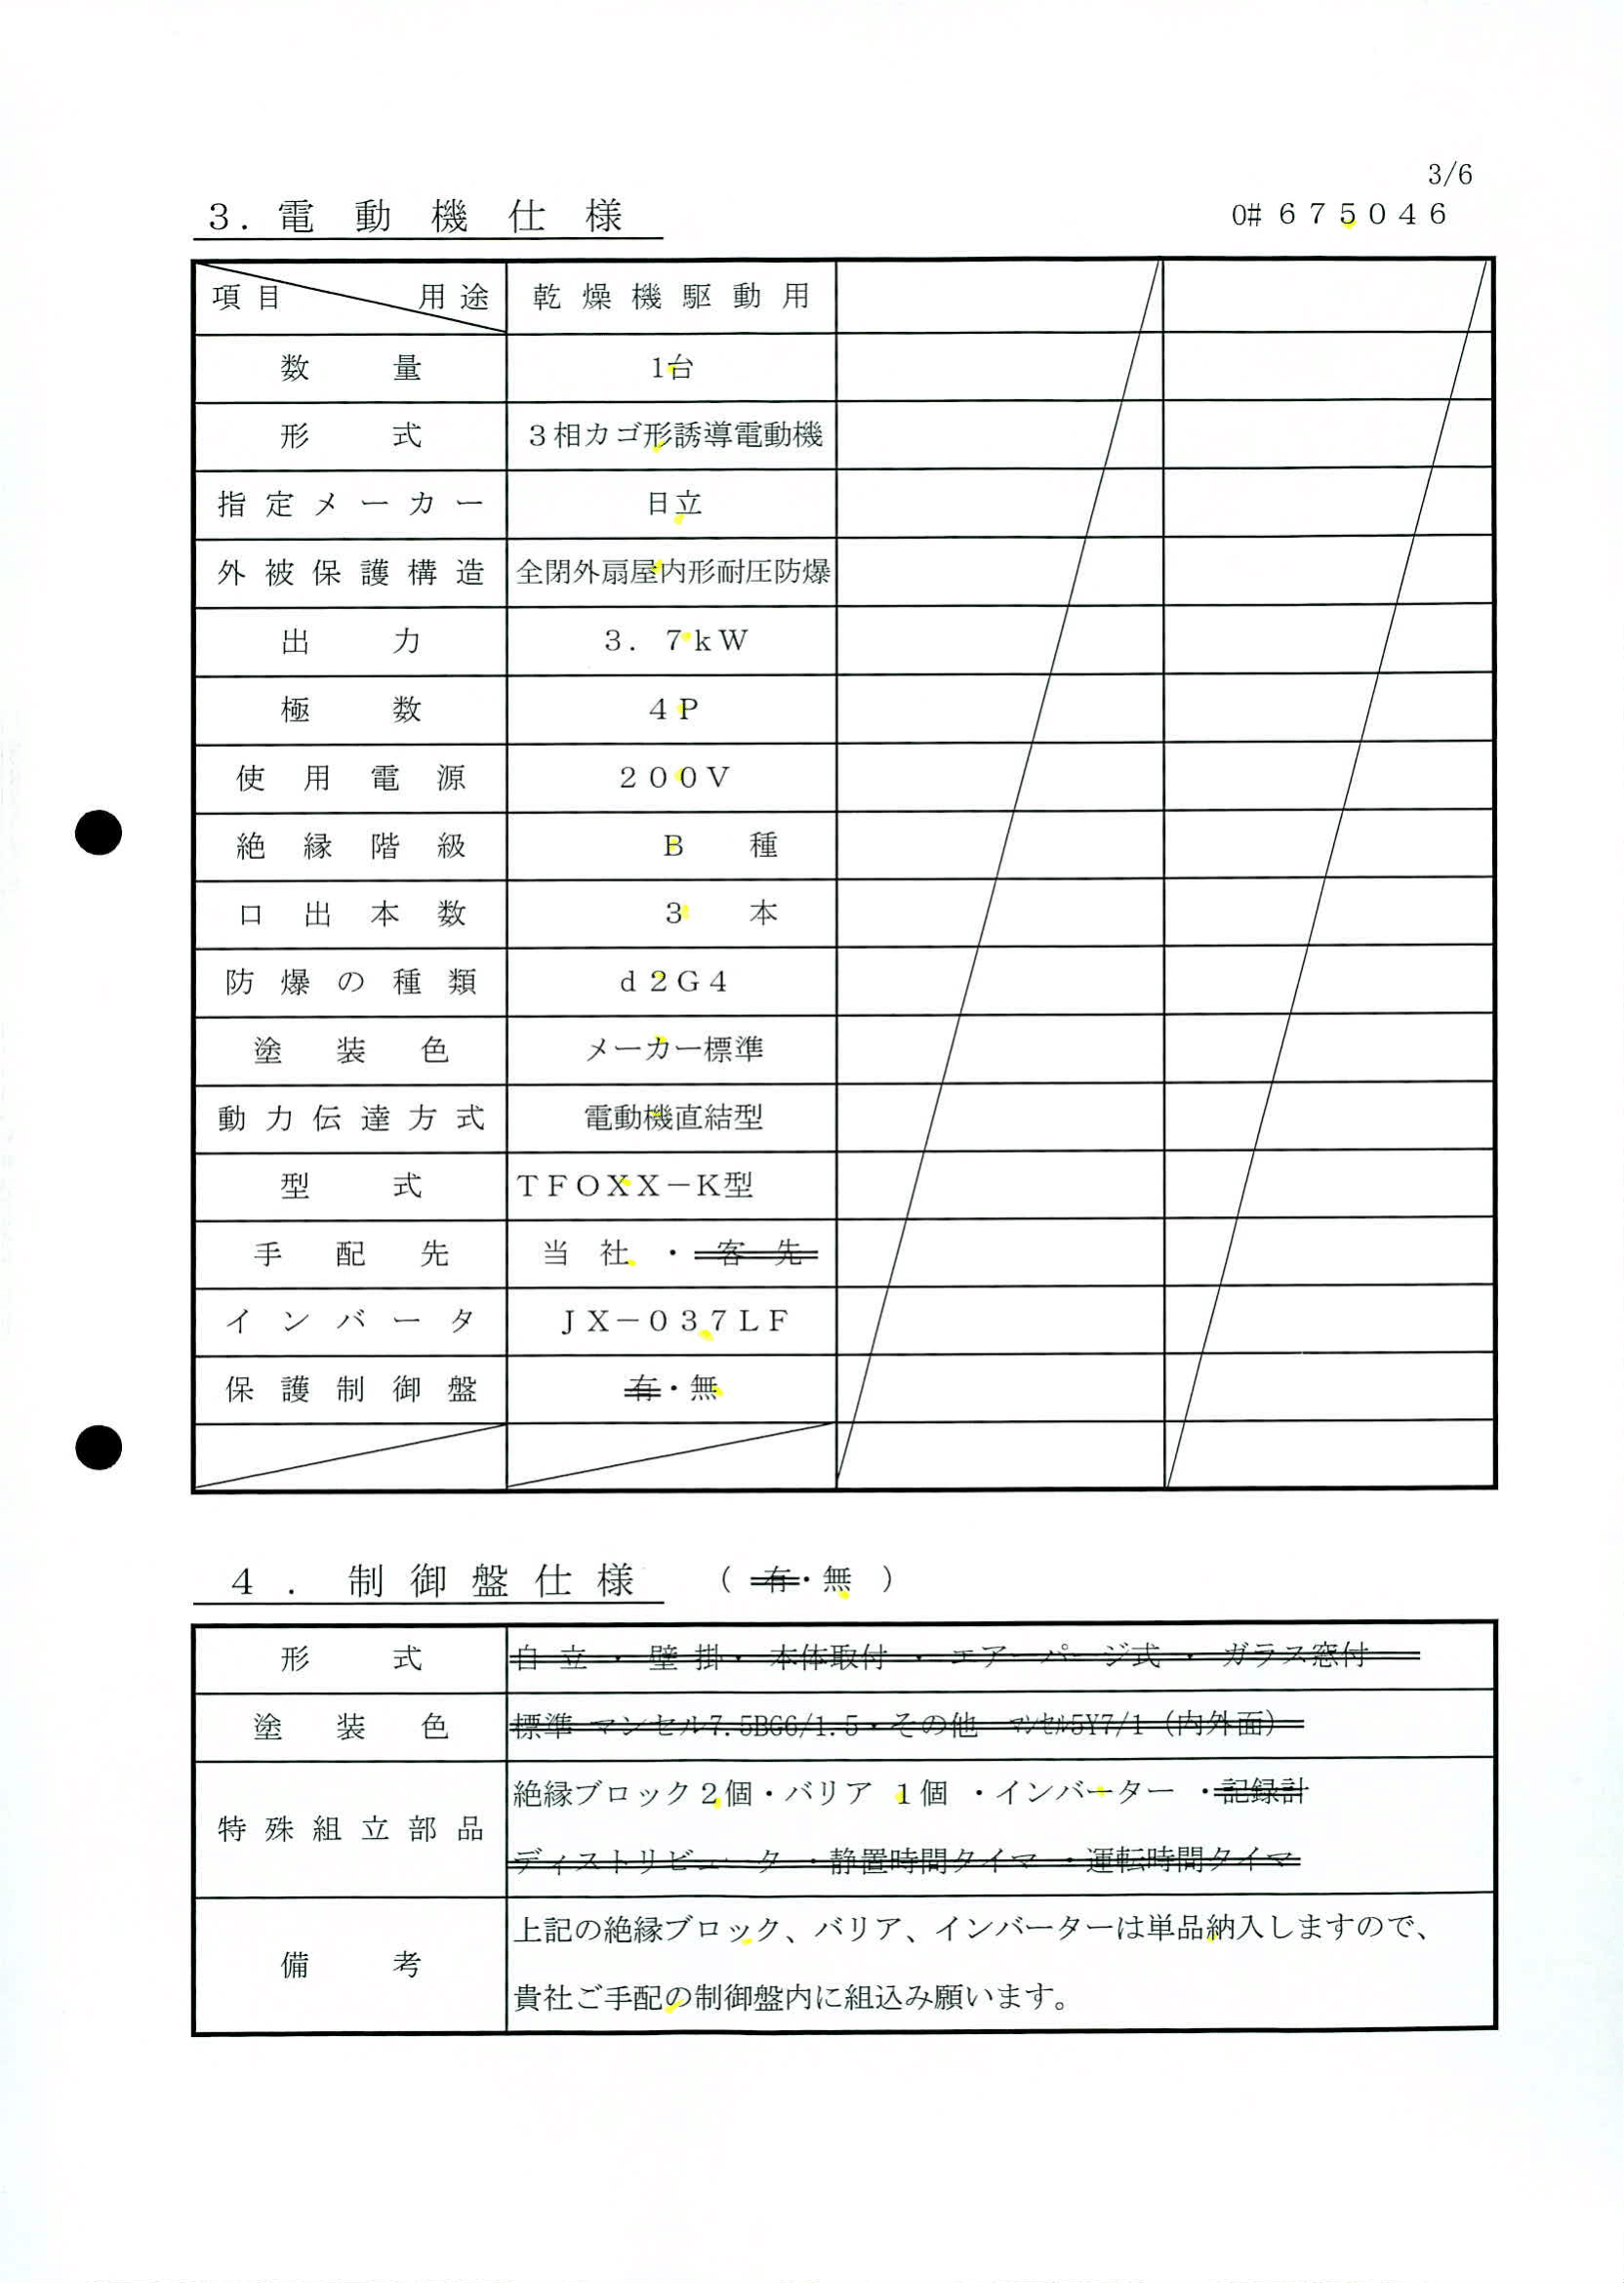 3/6
3. 電動機仕様
O# 675046
項目 用途 乾燥機駆動用
数量 1台
形式 3相カゴ形誘導電動機
指定メーカー 日立
外被保護構造 全閉外扇屋内形耐圧防爆
出力 3. 7kW
極数 4P
使用電源 200V
絶縁階級 B 種
口出本数 3 本
防爆の種類 d2G4
塗装色 メーカー標準
動力伝達方式 電動機直結型
型式 TFOXX-K型
手配先 当社・客先
インバータ JX-037LF
保護制御盤 有・無
4. 制御盤仕様 (有・無)
形式 自立・壁掛・本体取付・エアーパージ式・ガラス窓付
塗装色 標準 マンセル7.5BG6/1.5・その他 マンセル5Y7/1(内外面)
特殊組立部品 絶縁ブロック2個・バリア 1個・インバーター・記録計
ディストリビュータ・静置時間タイマ・運転時間タイマ
備考 上記の絶縁ブロック、バリア、インバーターは単品納入しますので、
貴社ご手配の制御盤内に組込み願います。